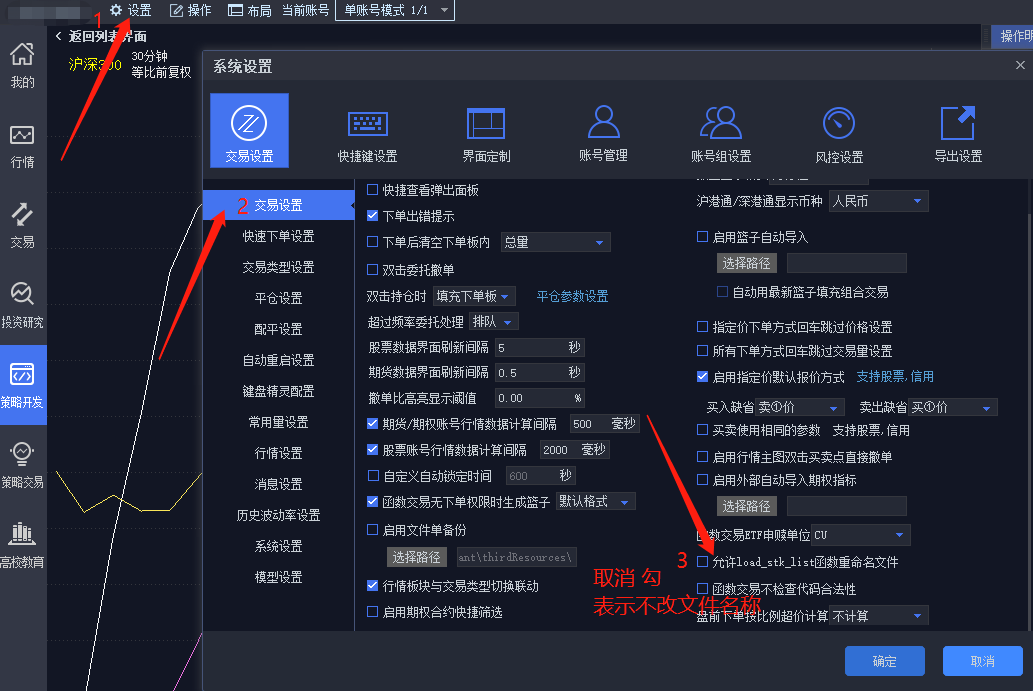 1 设置 操作 布局 当前账号 单账号模式 1/1
返回列表界面
操作明
沪深300
30分钟
等比前复权
我的
行情
交易
投资研究
策略开发
策略交易
高校教育
系统设置
交易设置
快捷键设置
界面定制
账号管理
账号组设置
风控设置
导出设置
2 交易设置
快速下单设置
交易类型设置
平仓设置
配平设置
自动重启设置
键盘精灵配置
常用量设置
行情设置
消息设置
历史波动率设置
系统设置
模型设置
快捷查看弹出面板
下单出错提示
下单后清空下单板内 总量
双击委托撤单
双击持仓时 填充下单板 平仓参数设置
超过频率委托处理 排队
股票数据界面刷新间隔 5 秒
期货数据界面刷新间隔 0.5 秒
撤单比高亮显示阈值 0.00 %
期货/期权账号行情数据计算间隔 500 毫秒
股票账号行情数据计算间隔 2000 毫秒
自定义自动锁定时间 600 秒
函数交易无下单权限时生成篮子 默认格式
启用文件单备份
选择路径 ant\thirdResources\
行情板块与交易类型切换联动
启用期权合约快捷筛选
沪港通/深港通显示币种 人民币
启用篮子自动导入
选择路径
自动用最新篮子填充组合交易
指定价下单方式回车跳过价格设置
所有下单方式回车跳过交易量设置
启用指定价默认报价方式 支持股票,信用
买入缺省 卖①价 卖出缺省 买①价
买卖使用相同的参数 支持股票,信用
启用行情主图双击买卖点直接撤单
启用外部自动导入期权指标
选择路径
函数交易ETF申赎单位 CU
3 允许load_stk_list函数重命名文件
函数交易不检查代码合法性
盘前下单按比例超价计算 不计算
取消 勾
表示不改文件名称
确定
取消